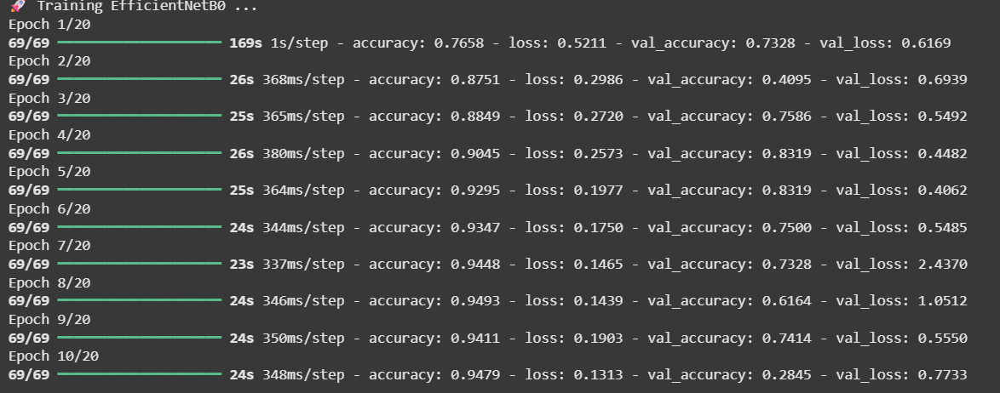 🚀 Training EfficientNetB0 ...
Epoch 1/20
69/69 ━━━━━━━━━━━━━━━━━━━━ 169s 1s/step - accuracy: 0.7658 - loss: 0.5211 - val_accuracy: 0.7328 - val_loss: 0.6169
Epoch 2/20
69/69 ━━━━━━━━━━━━━━━━━━━━ 26s 368ms/step - accuracy: 0.8751 - loss: 0.2986 - val_accuracy: 0.4095 - val_loss: 0.6939
Epoch 3/20
69/69 ━━━━━━━━━━━━━━━━━━━━ 25s 365ms/step - accuracy: 0.8849 - loss: 0.2720 - val_accuracy: 0.7586 - val_loss: 0.5492
Epoch 4/20
69/69 ━━━━━━━━━━━━━━━━━━━━ 26s 380ms/step - accuracy: 0.9045 - loss: 0.2573 - val_accuracy: 0.8319 - val_loss: 0.4482
Epoch 5/20
69/69 ━━━━━━━━━━━━━━━━━━━━ 25s 364ms/step - accuracy: 0.9295 - loss: 0.1977 - val_accuracy: 0.8319 - val_loss: 0.4062
Epoch 6/20
69/69 ━━━━━━━━━━━━━━━━━━━━ 24s 344ms/step - accuracy: 0.9347 - loss: 0.1750 - val_accuracy: 0.7500 - val_loss: 0.5485
Epoch 7/20
69/69 ━━━━━━━━━━━━━━━━━━━━ 23s 337ms/step - accuracy: 0.9448 - loss: 0.1465 - val_accuracy: 0.7328 - val_loss: 2.4370
Epoch 8/20
69/69 ━━━━━━━━━━━━━━━━━━━━ 24s 346ms/step - accuracy: 0.9493 - loss: 0.1439 - val_accuracy: 0.6164 - val_loss: 1.0512
Epoch 9/20
69/69 ━━━━━━━━━━━━━━━━━━━━ 24s 350ms/step - accuracy: 0.9411 - loss: 0.1903 - val_accuracy: 0.7414 - val_loss: 0.5550
Epoch 10/20
69/69 ━━━━━━━━━━━━━━━━━━━━ 24s 348ms/step - accuracy: 0.9479 - loss: 0.1313 - val_accuracy: 0.2845 - val_loss: 0.7733